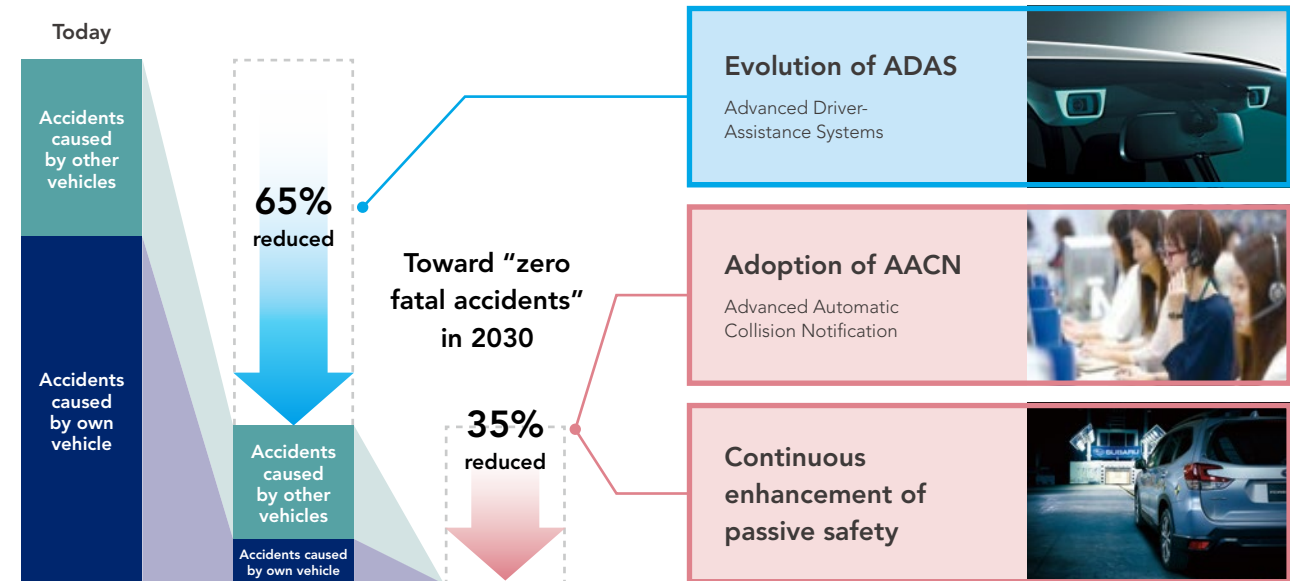 Today
Accidents
caused
by other
vehicles
Accidents
caused
by own
vehicle
65%
reduced
Accidents
caused
by other
vehicles
Accidents caused
by own vehicle
Toward “zero
fatal accidents”
in 2030
35%
reduced
Evolution of ADAS
Advanced Driver-
Assistance Systems
Adoption of AACN
Advanced Automatic
Collision Notification
Continuous
enhancement of
passive safety
SUBARU